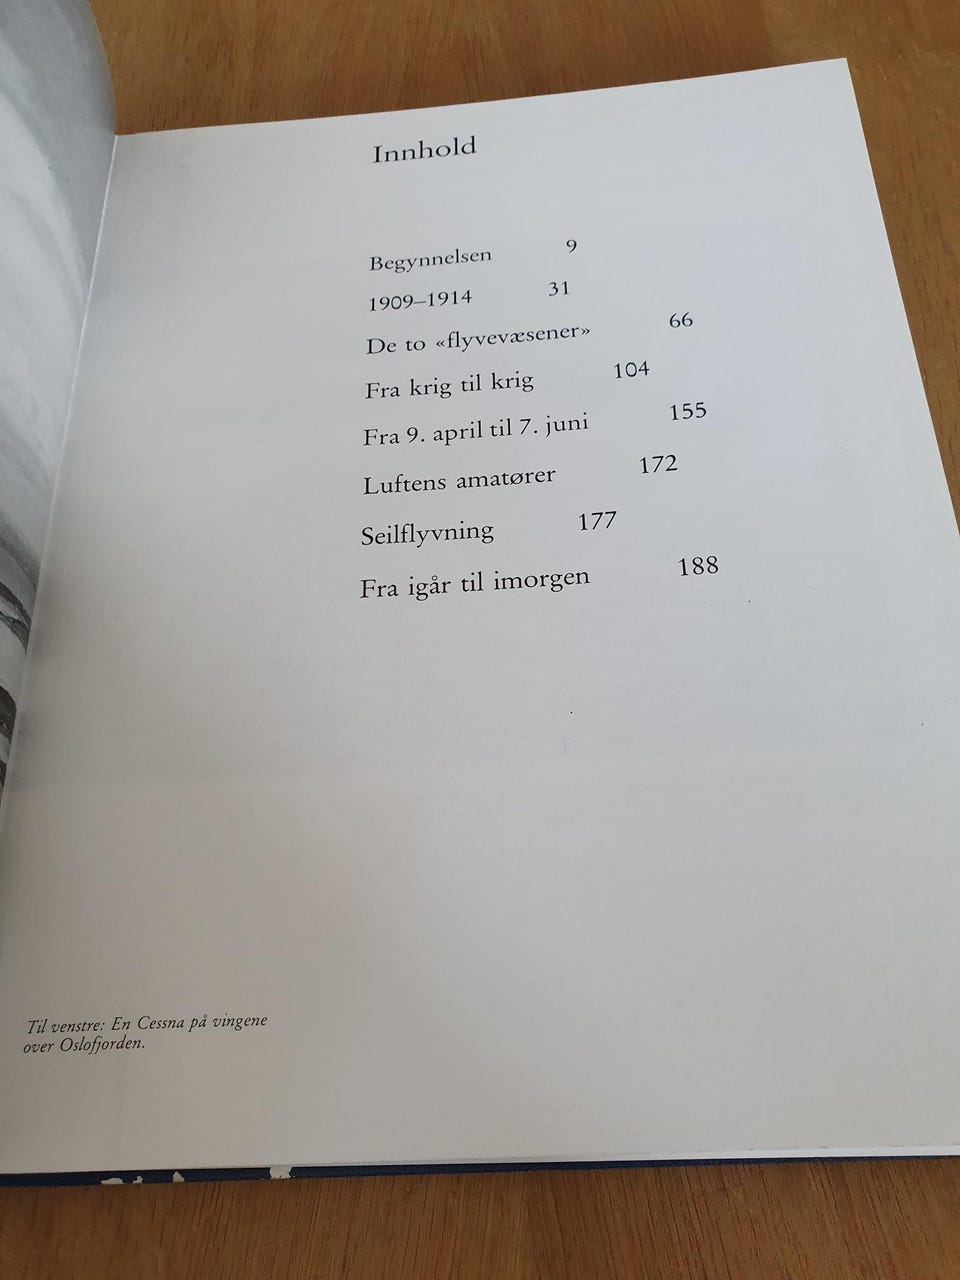 Innhold
Begynnelsen 9
1909–1914 31
De to «flyvevæsener» 66
Fra krig til krig 104
Fra 9. april til 7. juni 155
Luftens amatører 172
Seilflyvning 177
Fra igår til imorgen 188
Til venstre: En Cessna på vingene
over Oslofjorden.